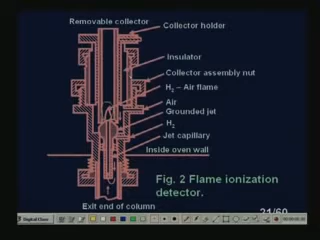 Removable collector
Collector holder
Insulator
Collector assembly nut
H₂ – Air flame
Air
Grounded jet
H₂
Jet capillary
Inside oven wall
Fig. 2 Flame ionization
detector.
Exit end of column
21/60